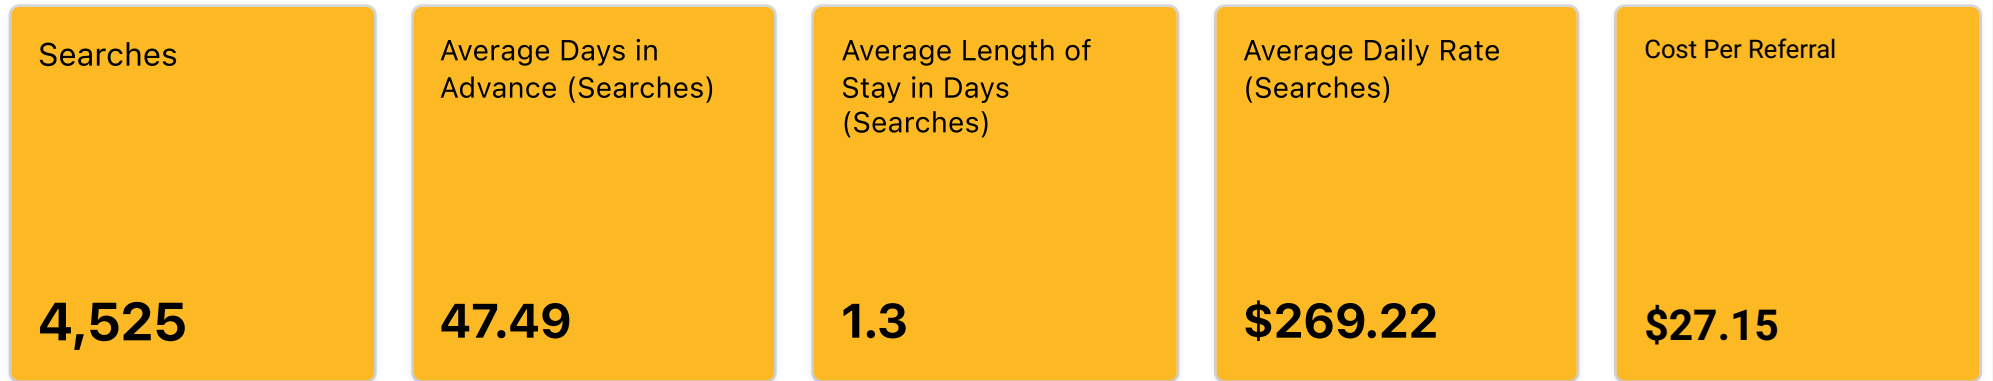 Searches
4,525
Average Days in
Advance (Searches)
47.49
Average Length of
Stay in Days
(Searches)
1.3
Average Daily Rate
(Searches)
$269.22
Cost Per Referral
$27.15